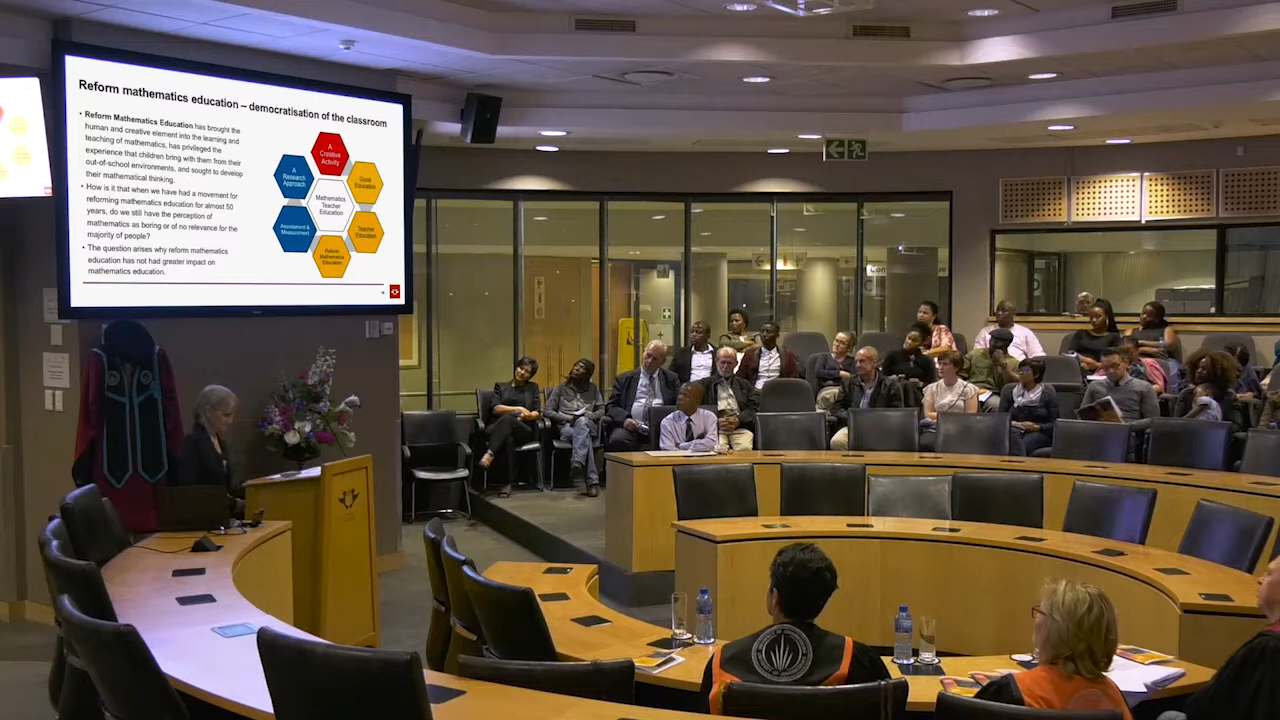 Reform mathematics education – democratisation of the classroom
• Reform Mathematics Education has brought the
human and creative element into the learning and
teaching of mathematics, has privileged the
experience that children bring with them from their
out-of-school environments, and sought to develop
their mathematical thinking.
• How is it that when we have had a movement for
reforming mathematics education for almost 50
years, do we still have the perception of
mathematics as boring or of no relevance for the
majority of people?
• The question arises why reform mathematics
education has not had greater impact on
mathematics education.
A
Creative
Activity
A
Research
Approach
Good
Education
Mathematics
Teacher
Education
Assessment &
Measurement
Teacher
Education
Reform
Mathematics
Education